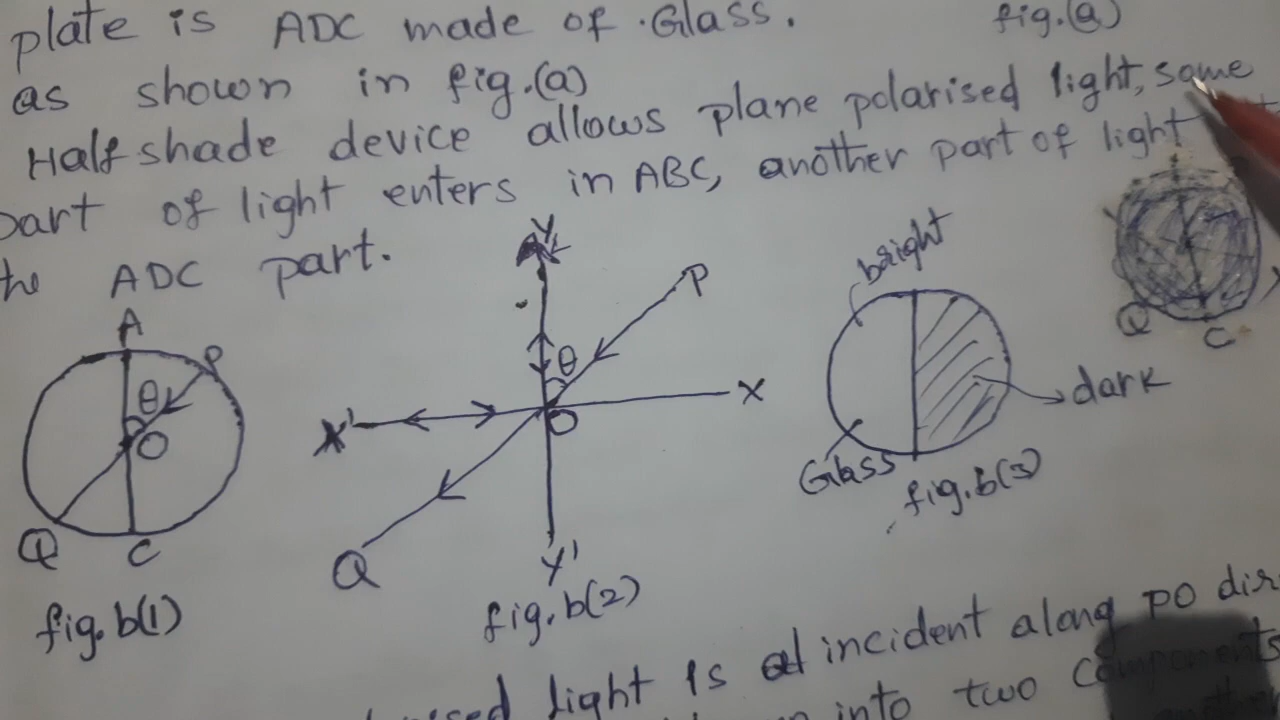 plate is ADC made of Glass.
fig.(a)
as shown in fig.(a)
Half shade device allows plane polarised light, some
part of light enters in ABC, another part of light
the ADC part.
A
P
θ
O
Q
C
fig. b(1)
Y
P
θ
X'
X
O
Q
Y'
fig. b(2)
bright
dark
Glass
fig. b(3)
Q
C
light is incident along PO dir
into two components